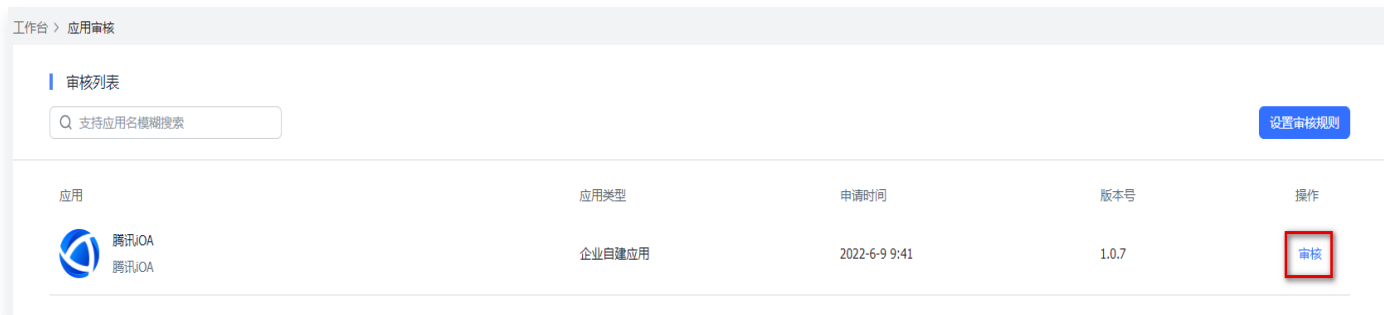 工作台 > 应用审核
审核列表
支持应用名模糊搜索
设置审核规则
应用 应用类型 申请时间 版本号 操作
腾讯iOA
腾讯iOA
企业自建应用 2022-6-9 9:41 1.0.7 审核